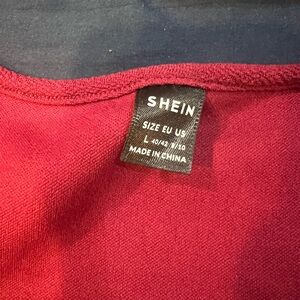 SHEIN
SIZE EU US
L 40/42 8/10
MADE IN CHINA